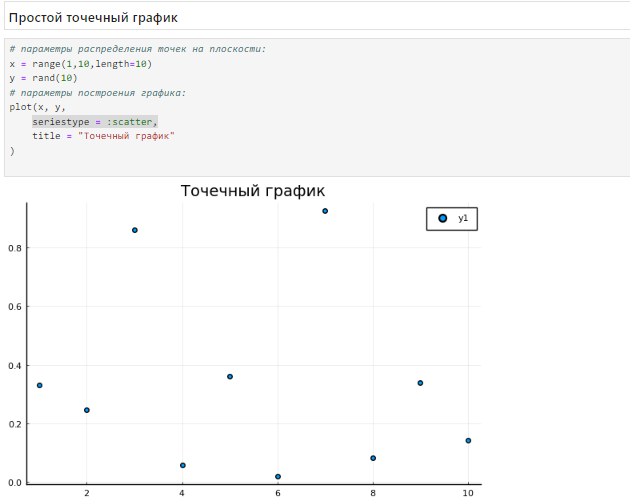 Простой точечный график
# параметры распределения точек на плоскости:
x = range(1,10,length=10)
y = rand(10)
# параметры построения графика:
plot(x, y,
seriestype = :scatter,
title = "Точечный график"
)
Точечный график
y1
0.8
0.6
0.4
0.2
0.0
2 4 6 8 10